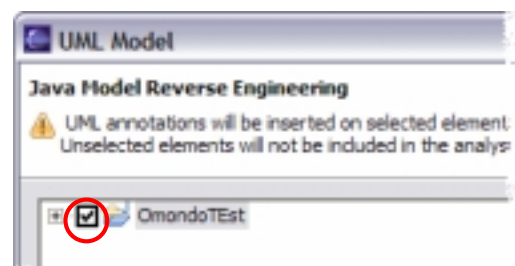 UML Model
Java Model Reverse Engineering
UML annotations will be inserted on selected element
Unselected elements will not be included in the analys
OmondoTEst